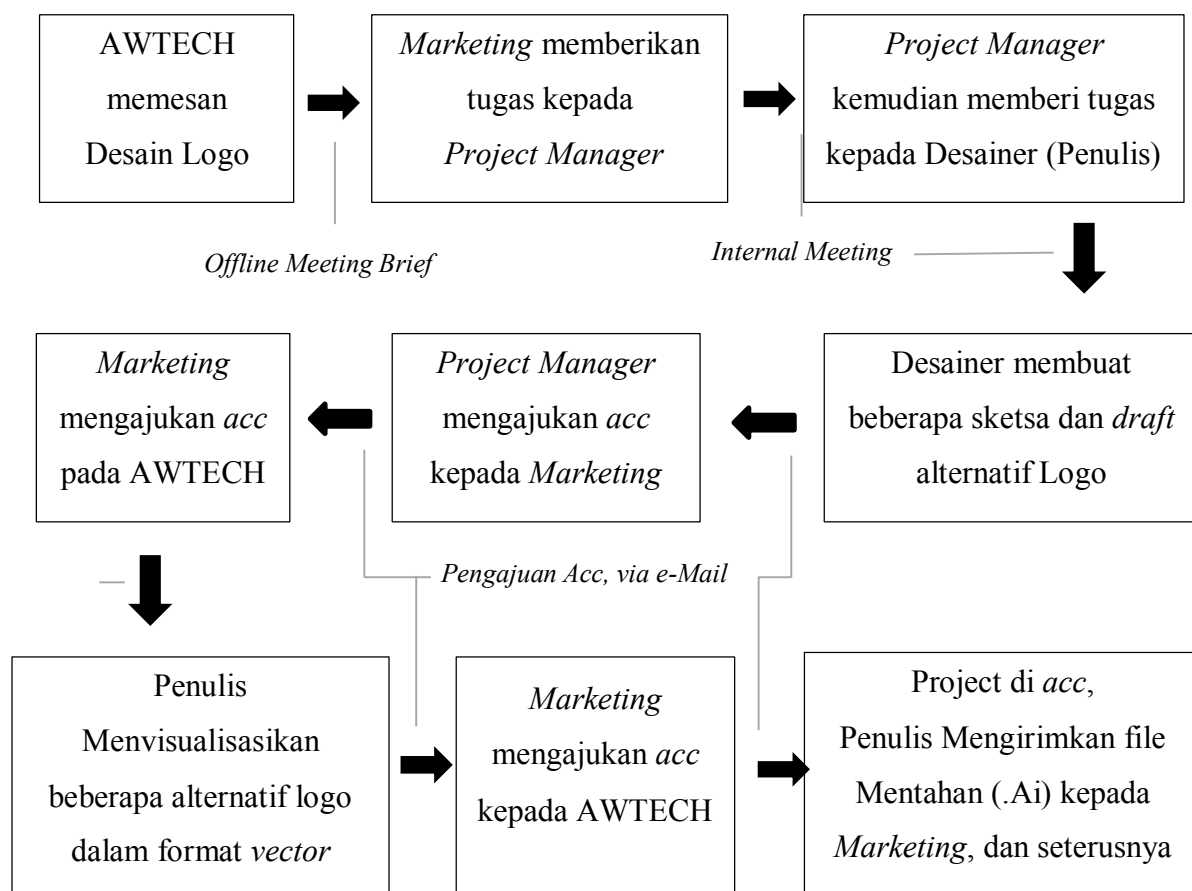 AWTECH
memesan
Desain Logo
Marketing memberikan
tugas kepada
Project Manager
Project Manager
kemudian memberi tugas
kepada Desainer (Penulis)
Offline Meeting Brief
Internal Meeting
Marketing
mengajukan acc
pada AWTECH
Project Manager
mengajukan acc
kepada Marketing
Desainer membuat
beberapa sketsa dan draft
alternatif Logo
Pengajuan Acc, via e-Mail
Penulis
Menvisualisasikan
beberapa alternatif logo
dalam format vector
Marketing
mengajukan acc
kepada AWTECH
Project di acc,
Penulis Mengirimkan file
Mentahan (.Ai) kepada
Marketing, dan seterusnya